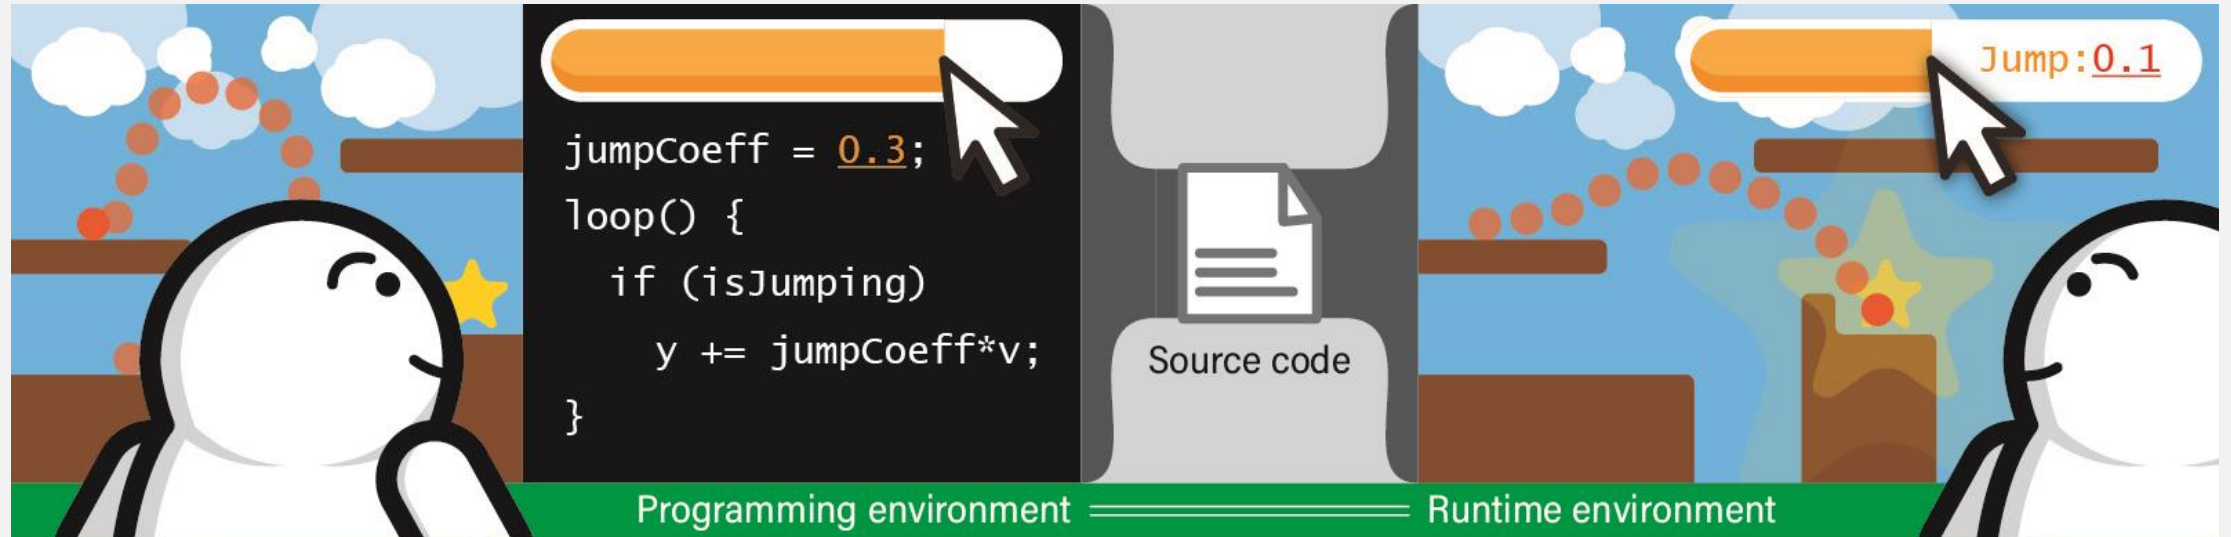 jumpCoeff = 0.3;
loop() {
if (isJumping)
y += jumpCoeff*v;
}
Source code
Jump:0.1
Programming environment
Runtime environment